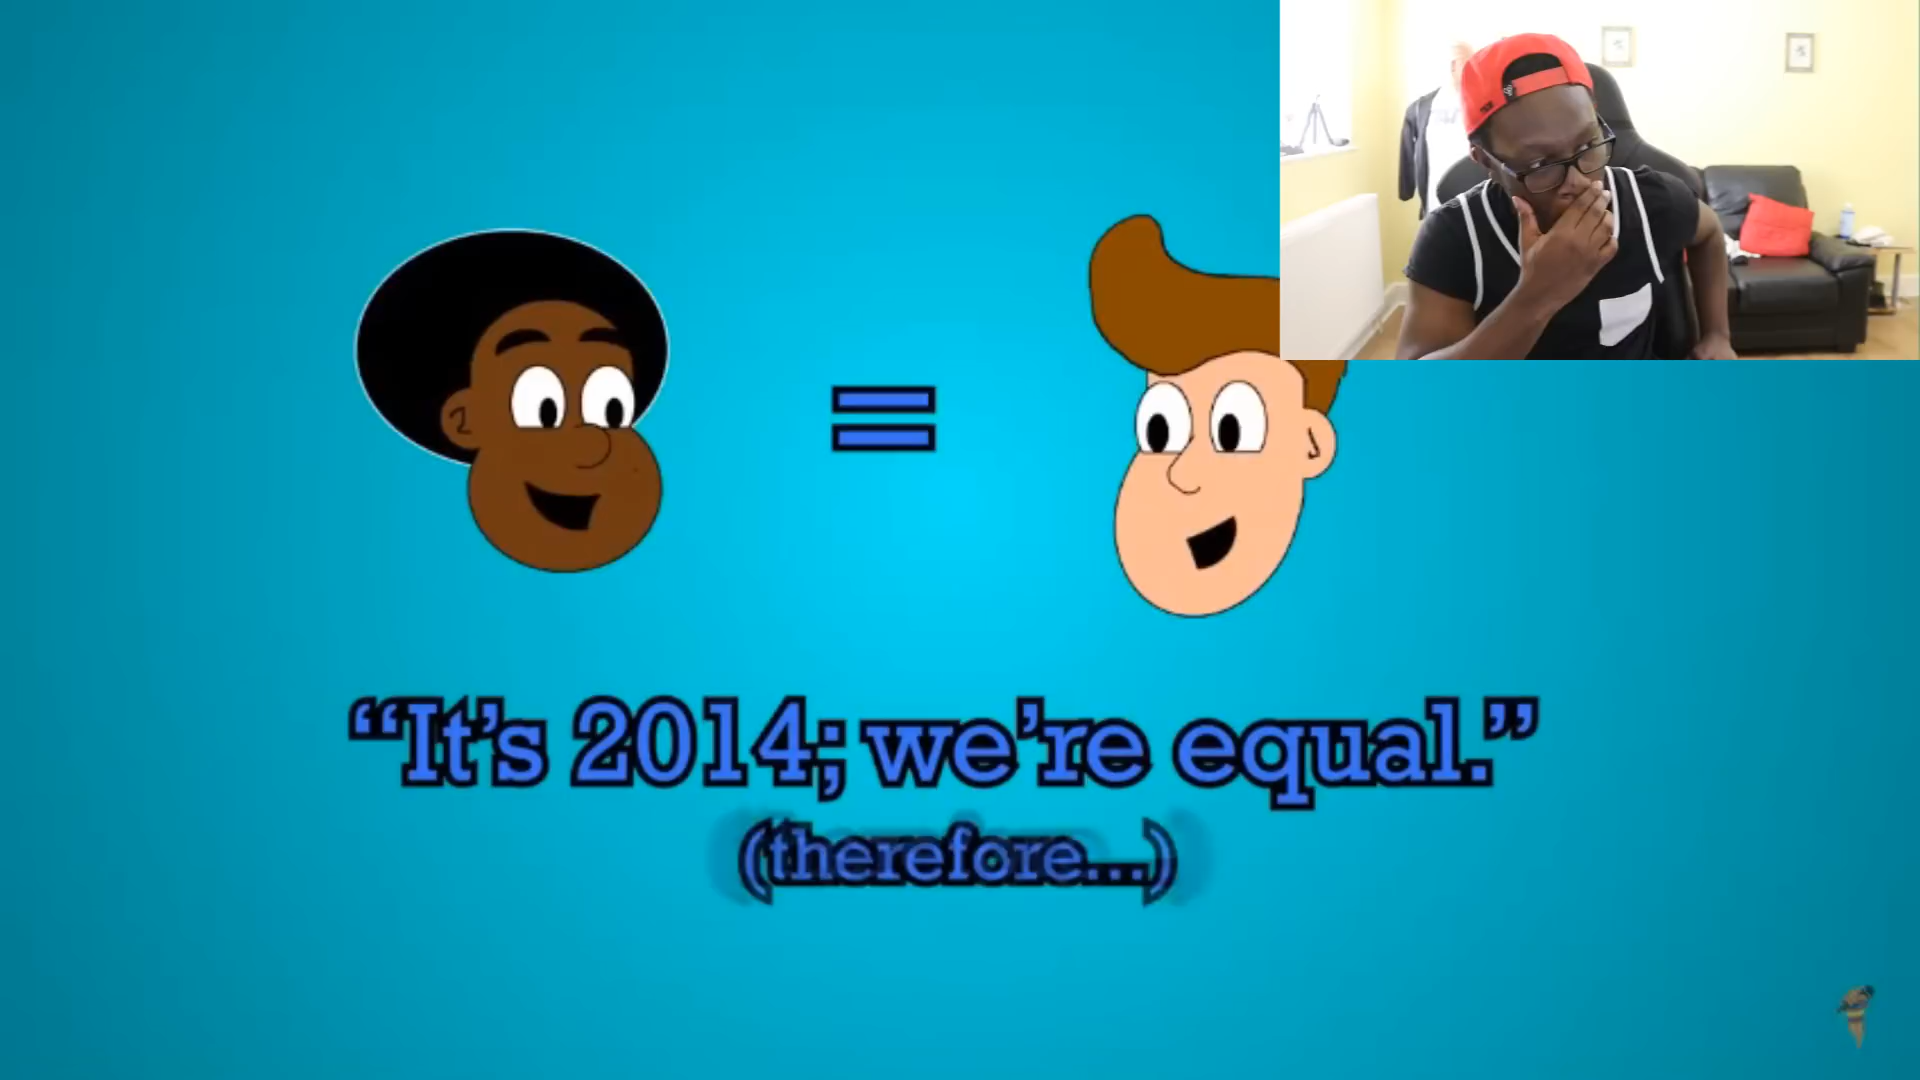 =
“It’s 2014; we’re equal.”
(therefore...)